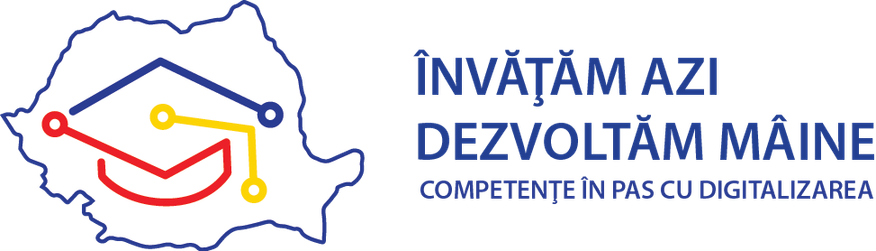 ÎNVĂŢĂM AZI
DEZVOLTĂM MÂINE
COMPETENŢE ÎN PAS CU DIGITALIZAREA